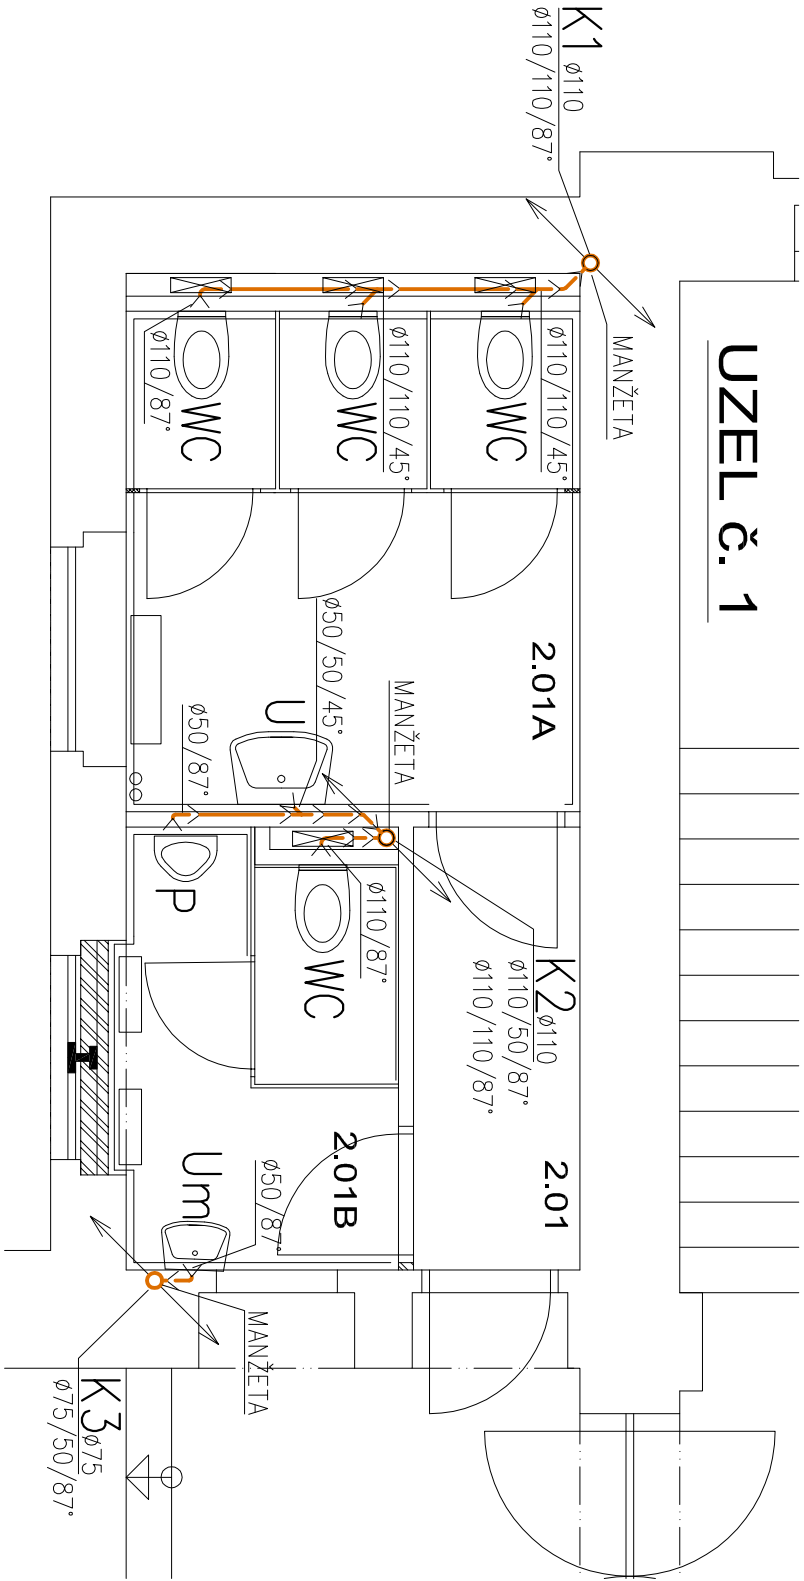 UZEL č. 1
K1 ø110
ø110/110/87°
MANŽETA
ø110/110/45°
ø110/110/45°
ø110/87°
WC
WC
WC
2.01A
ø50/50/45°
U
MANŽETA
ø50/87°
P
ø110/87°
WC
K2 ø110
ø110/50/87°
ø110/110/87°
2.01
2.01B
Um
ø50/87°
MANŽETA
K3 ø75
ø75/50/87°